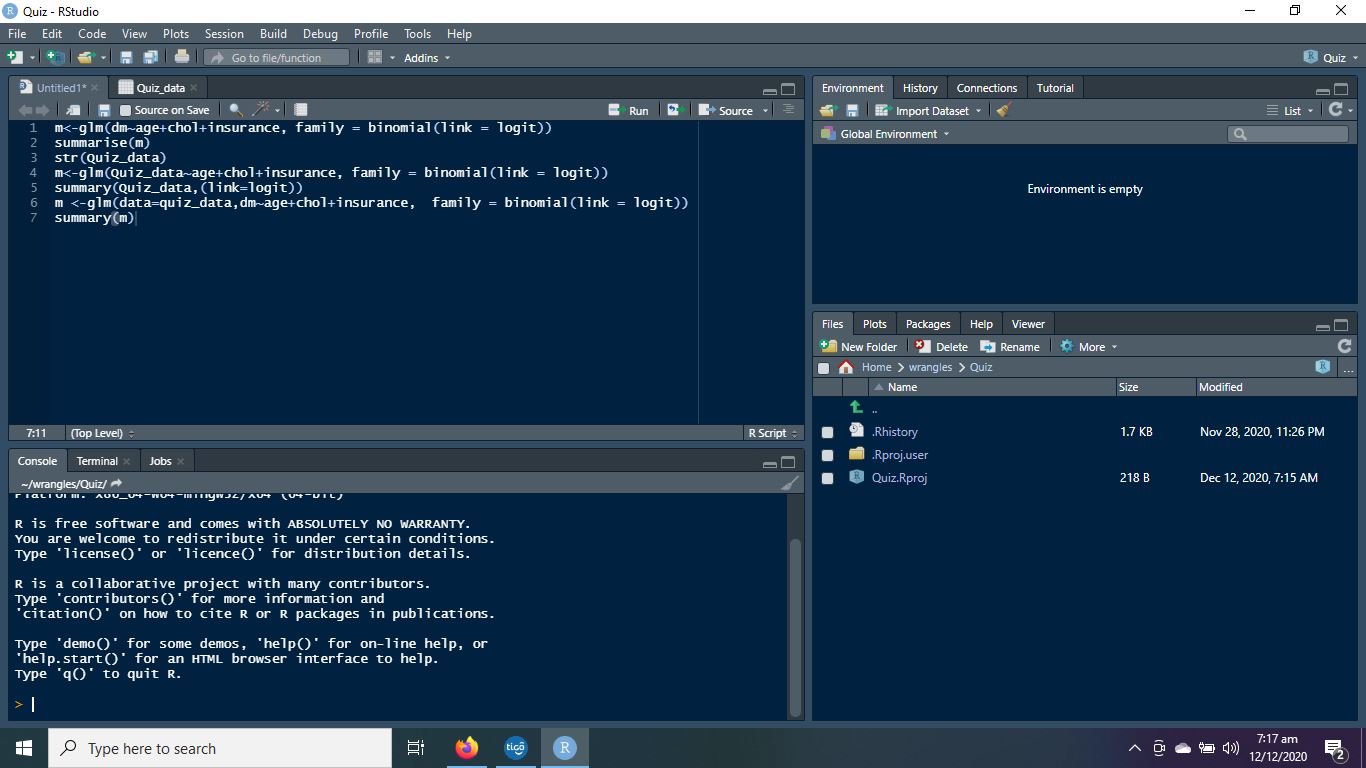 Quiz - RStudio
File Edit Code View Plots Session Build Debug Profile Tools Help
Go to file/function Addins Quiz
Untitled1* Quiz_data
Source on Save Run Source
1 m<-glm(dm~age+chol+insurance, family = binomial(link = logit))
2 summarise(m)
3 str(Quiz_data)
4 m<-glm(Quiz_data~age+chol+insurance, family = binomial(link = logit))
5 summary(Quiz_data,(link=logit))
6 m <-glm(data=quiz_data,dm~age+chol+insurance,  family = binomial(link = logit))
7 summary(m)
7:11 (Top Level) R Script
Console Terminal Jobs
~/wrangles/Quiz/
Platform: x86_64-w64-mingw32/x64 (64-bit)
R is free software and comes with ABSOLUTELY NO WARRANTY.
You are welcome to redistribute it under certain conditions.
Type 'license()' or 'licence()' for distribution details.
R is a collaborative project with many contributors.
Type 'contributors()' for more information and
'citation()' on how to cite R or R packages in publications.
Type 'demo()' for some demos, 'help()' for on-line help, or
'help.start()' for an HTML browser interface to help.
Type 'q()' to quit R.
>
Environment History Connections Tutorial
Import Dataset List
Global Environment
Environment is empty
Files Plots Packages Help Viewer
New Folder Delete Rename More
Home wrangles Quiz ...
Name Size Modified
..
.Rhistory 1.7 KB Nov 28, 2020, 11:26 PM
.Rproj.user
Quiz.Rproj 218 B Dec 12, 2020, 7:15 AM
Type here to search
tigo
R
7:17 am
12/12/2020
2